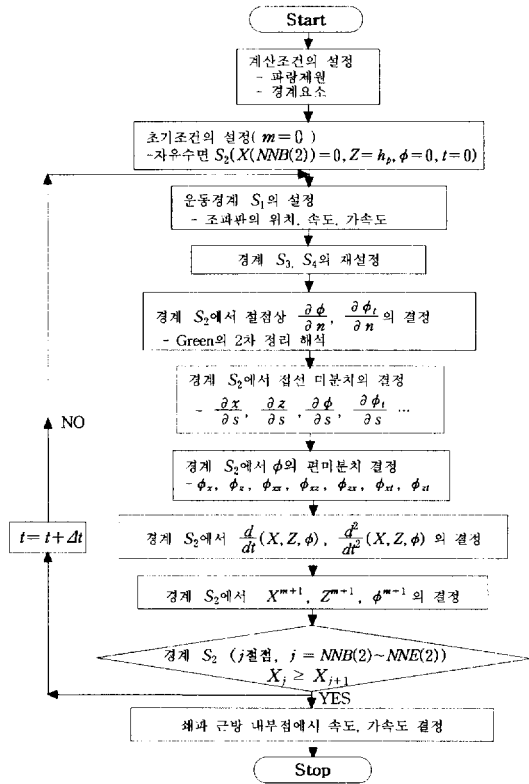 Start
계산조건의 설정
- 파랑제원
- 경계요소
초기조건의 설정( m = 0 )
-자유수면 S₂(X(NNB(2))=0, Z= hₚ, ϕ=0, t=0)
운동경계 S₁의 설정
- 조파판의 위치, 속도, 가속도
경계 S₃, S₄의 재설정
경계 S₂에서 절점상 ∂ϕ/∂n, ∂ϕₜ/∂n 의 결정
- Green의 2차 정리 해석
경계 S₂에서 접선 미분치의 결정
- ∂x/∂s, ∂z/∂s, ∂ϕ/∂s, ∂ϕₜ/∂s …
NO
경계 S₂에서 ϕ의 편미분치 결정
-ϕₓ, ϕ_z, ϕₓₓ, ϕ_xz, ϕ_zx, ϕ_xt, ϕ_zt
t= t+Δt
경계 S₂에서 d/dt(X, Z, ϕ), d²/dt²(X, Z, ϕ) 의 결정
경계 S₂에서 X^{m+1}, Z^{m+1}, ϕ^{m+1} 의 결정
경계 S₂ (j절점, j = NNB(2)~NNE(2))
X_j ≥ X_{j+1}
YES
쇄파 근방 내부점에서 속도, 가속도 결정
Stop